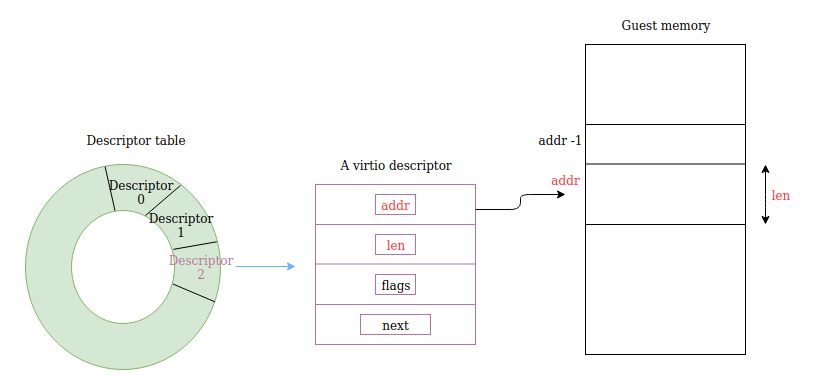 Guest memory
Descriptor table
addr -1
A virtio descriptor
addr
Descriptor
0
addr
len
Descriptor
1
len
Descriptor
2
flags
next